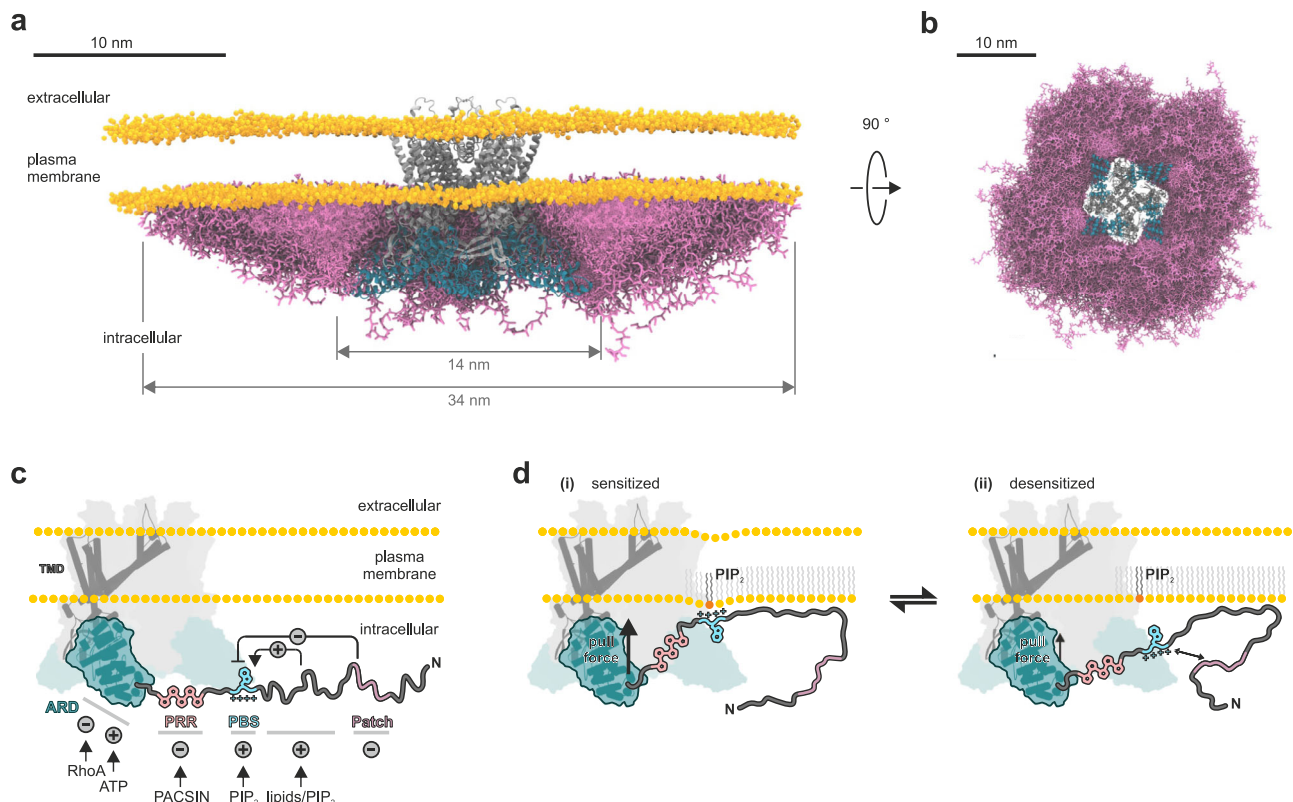 a
10 nm
extracellular
plasma
membrane
intracellular
14 nm
34 nm
90 °
b
10 nm
c
extracellular
TMD
plasma
membrane
intracellular
N
ARD
PRR
PBS
Patch
RhoA
ATP
PACSIN
PIP₂
lipids/PIP₂
d
(i) sensitized
PIP₂
pull
force
N
(ii) desensitized
PIP₂
pull
force
N